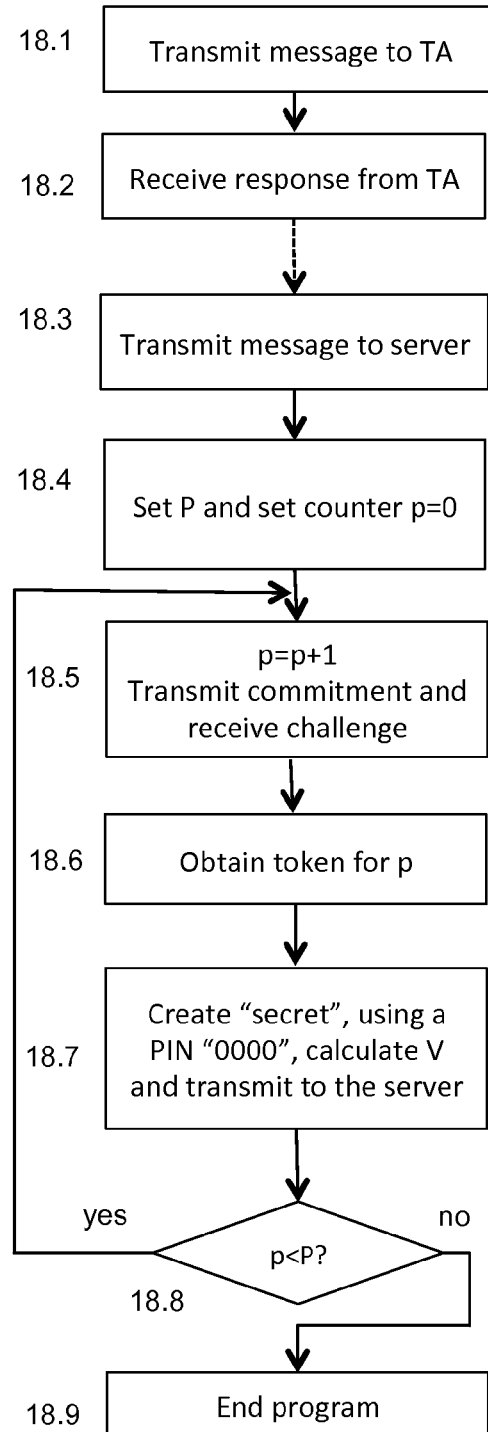 18.1
Transmit message to TA
18.2
Receive response from TA
18.3
Transmit message to server
18.4
Set P and set counter p=0
18.5
p=p+1
Transmit commitment and
receive challenge
18.6
Obtain token for p
18.7
Create “secret”, using a
PIN “0000”, calculate V
and transmit to the server
yes
no
p<P?
18.8
18.9
End program